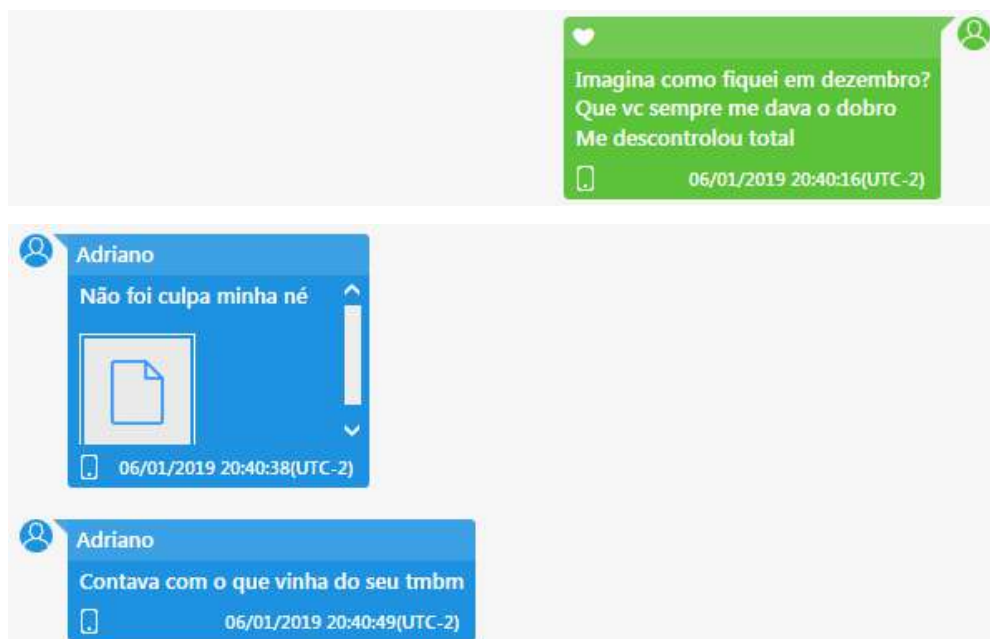 Imagina como fiquei em dezembro?
Que vc sempre me dava o dobro
Me descontrolou total
06/01/2019 20:40:16(UTC-2)
Adriano
Não foi culpa minha né
06/01/2019 20:40:38(UTC-2)
Adriano
Contava com o que vinha do seu tmbm
06/01/2019 20:40:49(UTC-2)